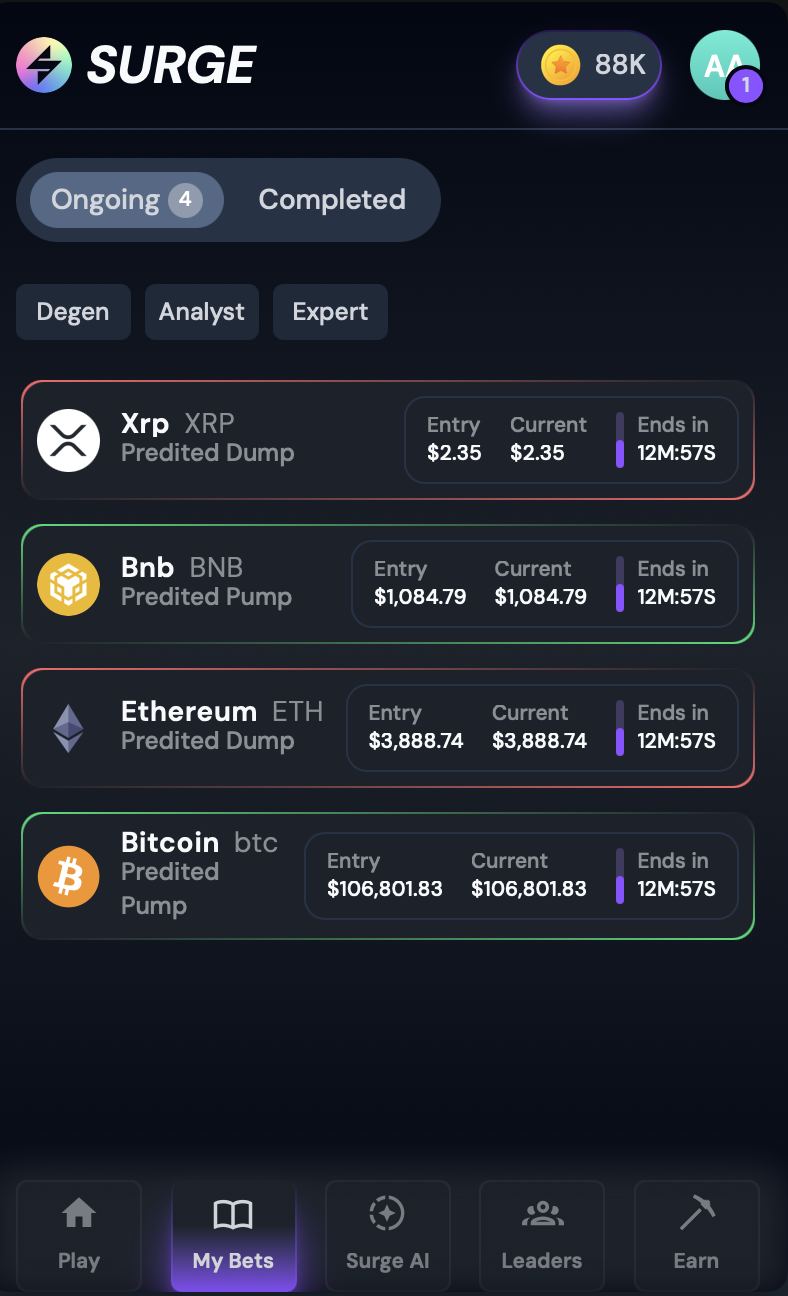 SURGE
88K
AA
1
Ongoing 4
Completed
Degen
Analyst
Expert
Xrp XRP
Predited Dump
Entry
$2.35
Current
$2.35
Ends in
12M:57S
Bnb BNB
Predited Pump
Entry
$1,084.79
Current
$1,084.79
Ends in
12M:57S
Ethereum ETH
Predited Dump
Entry
$3,888.74
Current
$3,888.74
Ends in
12M:57S
Bitcoin btc
Predited
Pump
Entry
$106,801.83
Current
$106,801.83
Ends in
12M:57S
Play
My Bets
Surge AI
Leaders
Earn